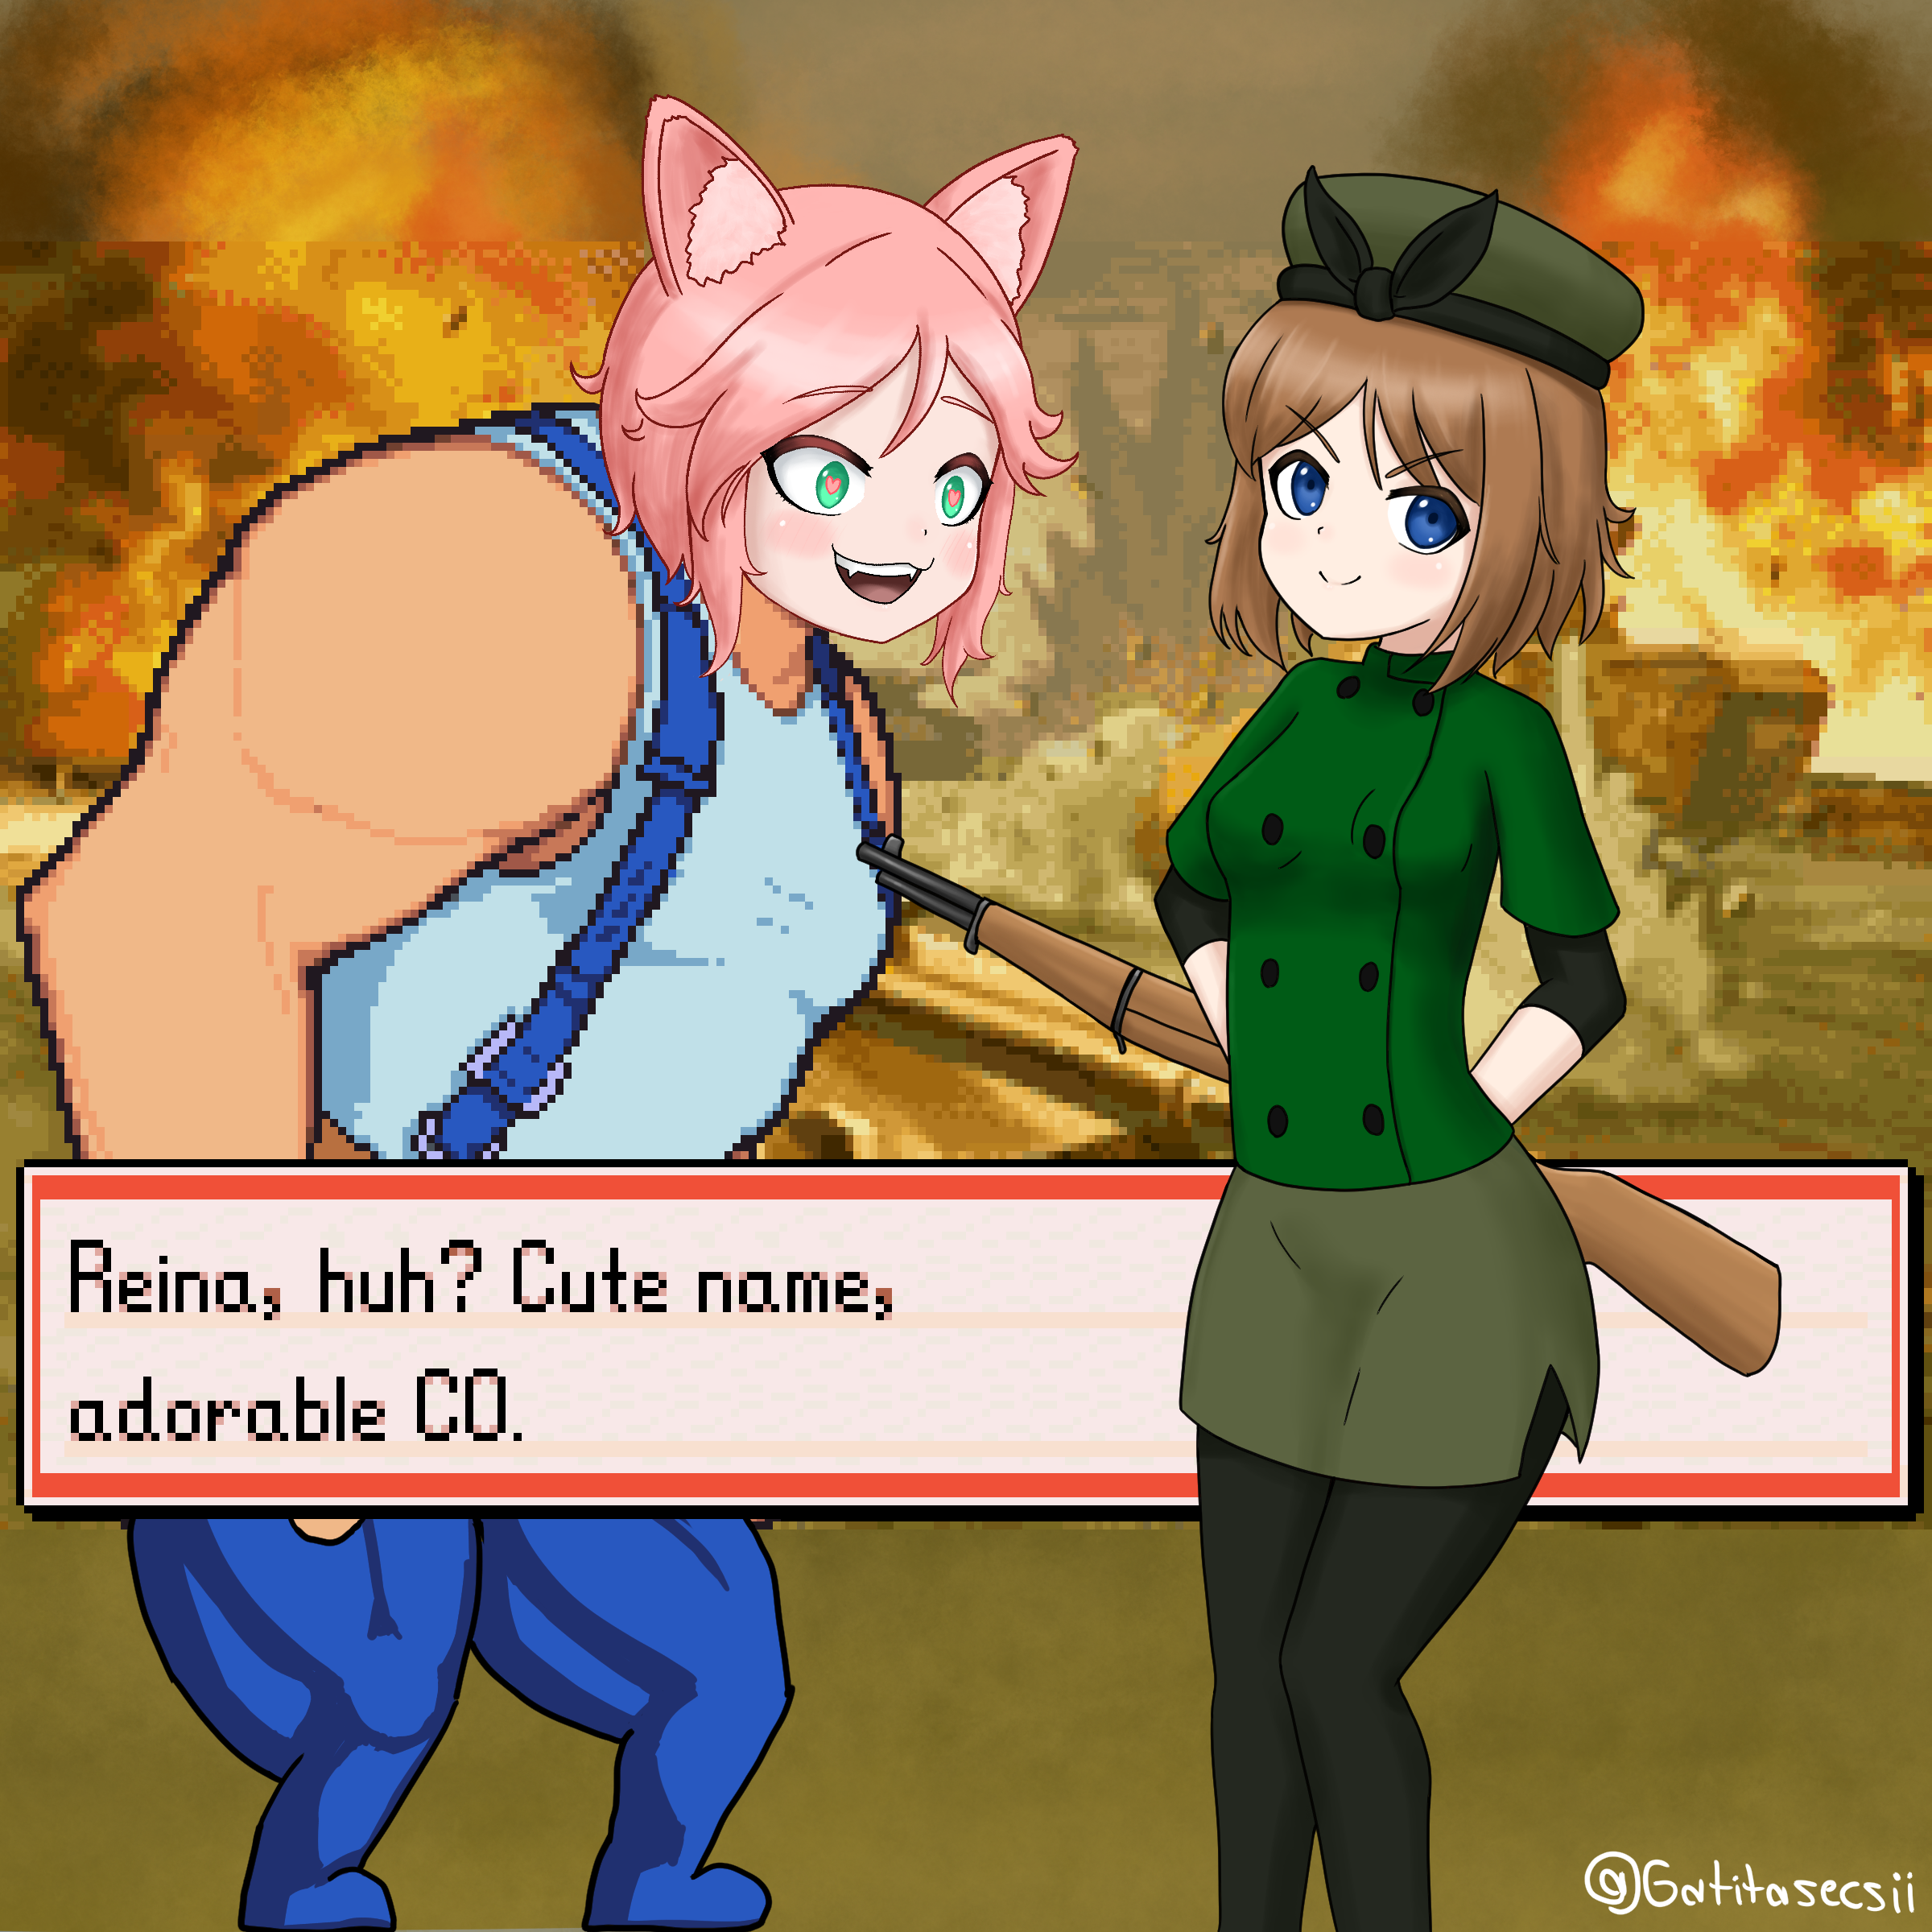 Reina, huh? Cute name,
adorable CO.
@Gatitasecsii